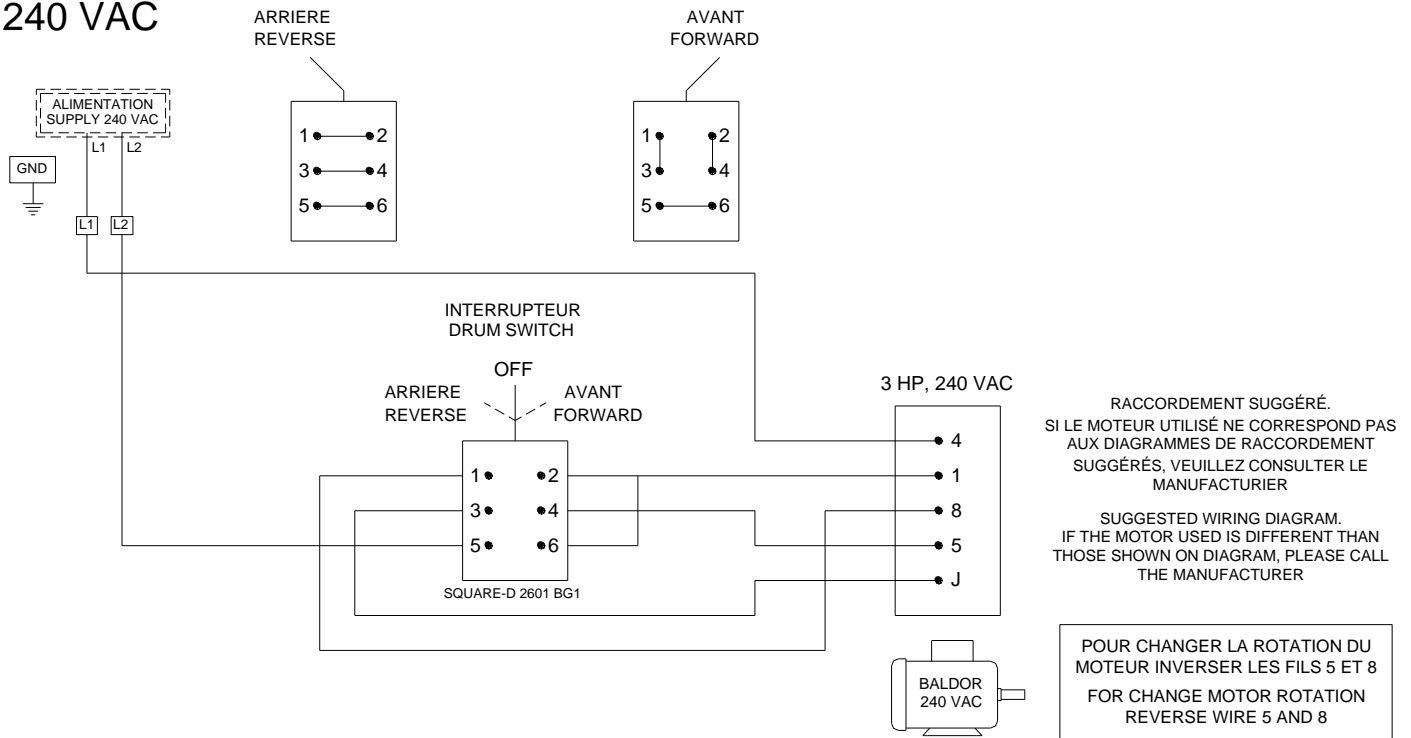 240 VAC
ARRIERE
REVERSE
AVANT
FORWARD
ALIMENTATION
SUPPLY 240 VAC
L1 L2
GND
L1 L2
1 2
3 4
5 6
1 2
3 4
5 6
INTERRUPTEUR
DRUM SWITCH
OFF
ARRIERE
REVERSE
AVANT
FORWARD
1 2
3 4
5 6
SQUARE-D 2601 BG1
3 HP, 240 VAC
4
1
8
5
J
BALDOR
240 VAC
RACCORDEMENT SUGGÉRÉ.
SI LE MOTEUR UTILISÉ NE CORRESPOND PAS
AUX DIAGRAMMES DE RACCORDEMENT
SUGGÉRÉS, VEUILLEZ CONSULTER LE
MANUFACTURIER
SUGGESTED WIRING DIAGRAM.
IF THE MOTOR USED IS DIFFERENT THAN
THOSE SHOWN ON DIAGRAM, PLEASE CALL
THE MANUFACTURER
POUR CHANGER LA ROTATION DU
MOTEUR INVERSER LES FILS 5 ET 8
FOR CHANGE MOTOR ROTATION
REVERSE WIRE 5 AND 8